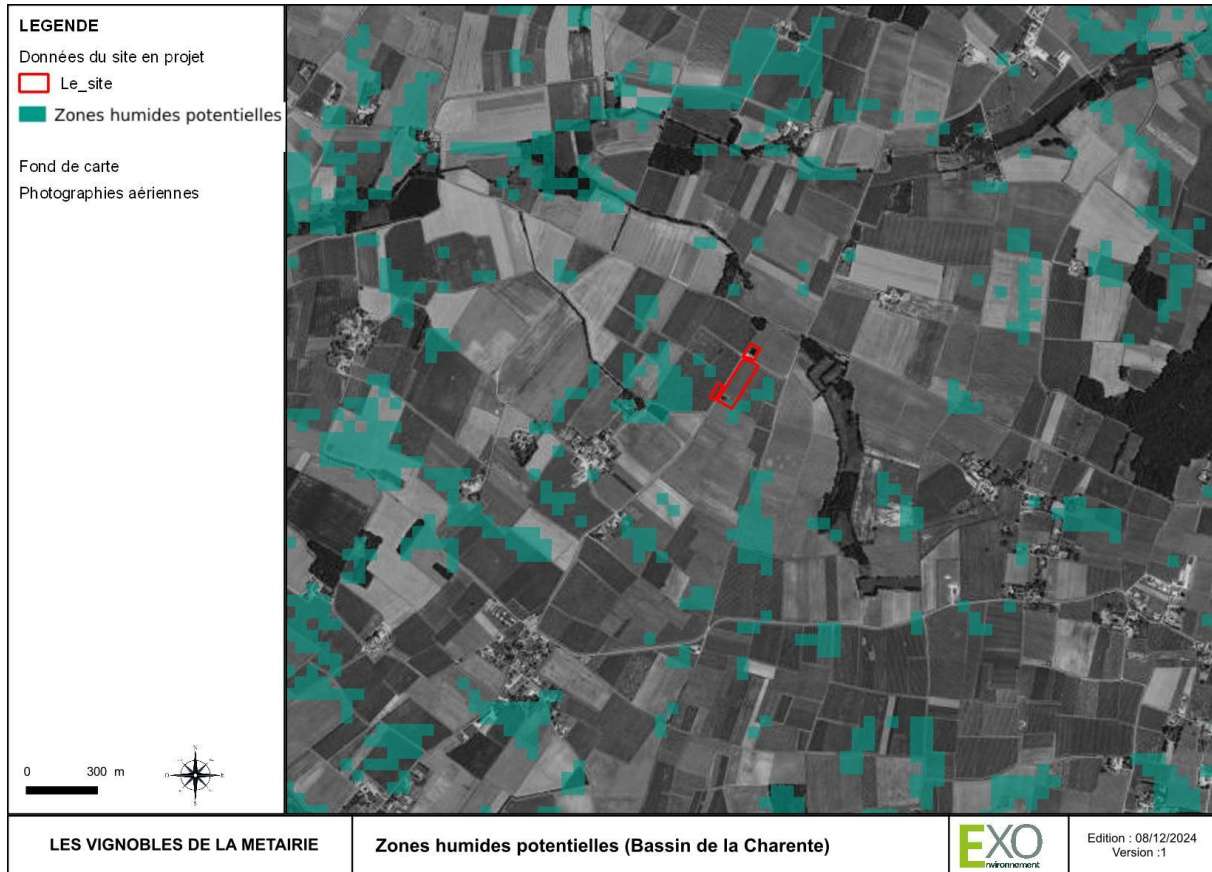 LEGENDE
Données du site en projet
Le_site
Zones humides potentielles
Fond de carte
Photographies aériennes
0 300 m
N
O E
S
LES VIGNOBLES DE LA METAIRIE
Zones humides potentielles (Bassin de la Charente)
EXO
Environnement
Edition : 08/12/2024
Version :1